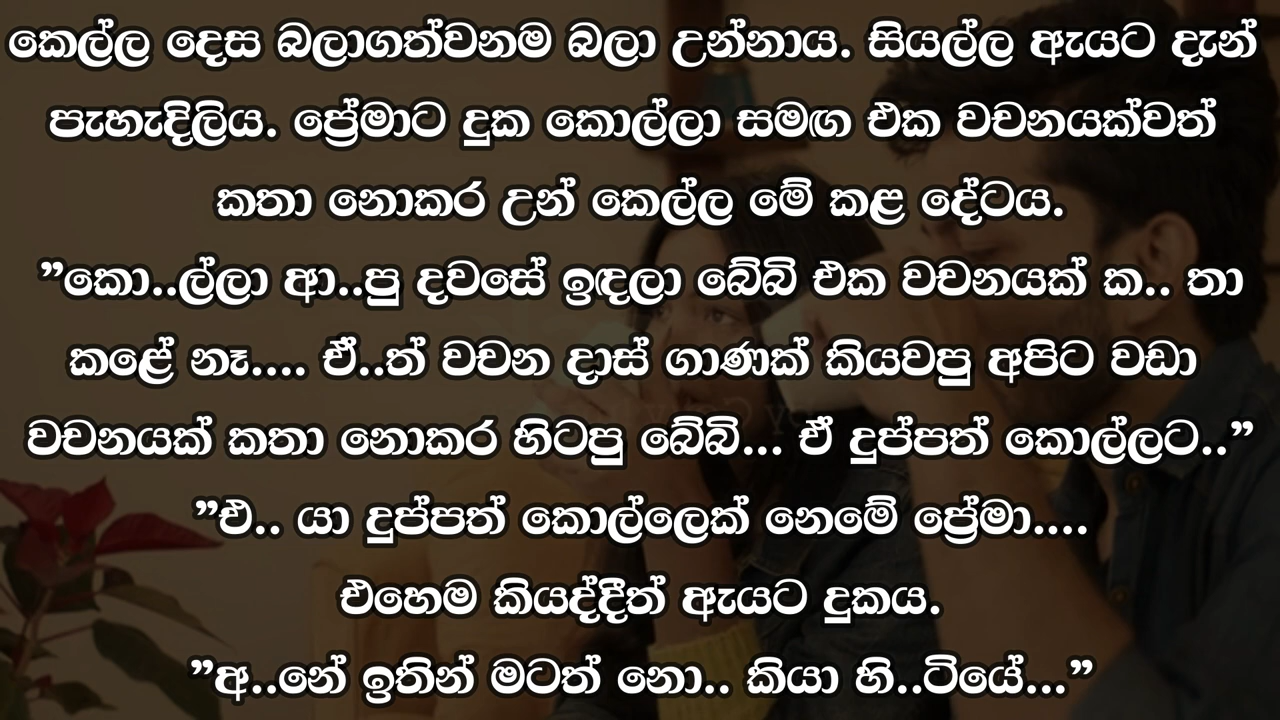 කෙල්ල දෙස බලාගත්වනම බලා උන්නාය. සියල්ල ඇයට දැන්
පැහැදිලිය. ප්‍රේමාට දුක කොල්ලා සමඟ එක වචනයක්වත්
කතා නොකර උන් කෙල්ල මේ කළ දේටය.
”කො..ල්ලා ආ..පු දවසේ ඉඳලා බේබි එක වචනයක් ක.. තා
කළේ නෑ.... ඒ..ත් වචන දාස් ගාණක් කියවපු අපිට වඩා
වචනයක් කතා නොකර හිටපු බේබි... ඒ දුප්පත් කොල්ලට..”
”එ.. යා දුප්පත් කොල්ලෙක් නෙමේ ප්‍රේමා....
එහෙම කියද්දීත් ඇයට දුකය.
”අ..නේ ඉතින් මටත් නො.. කියා හි..ටියේ...”